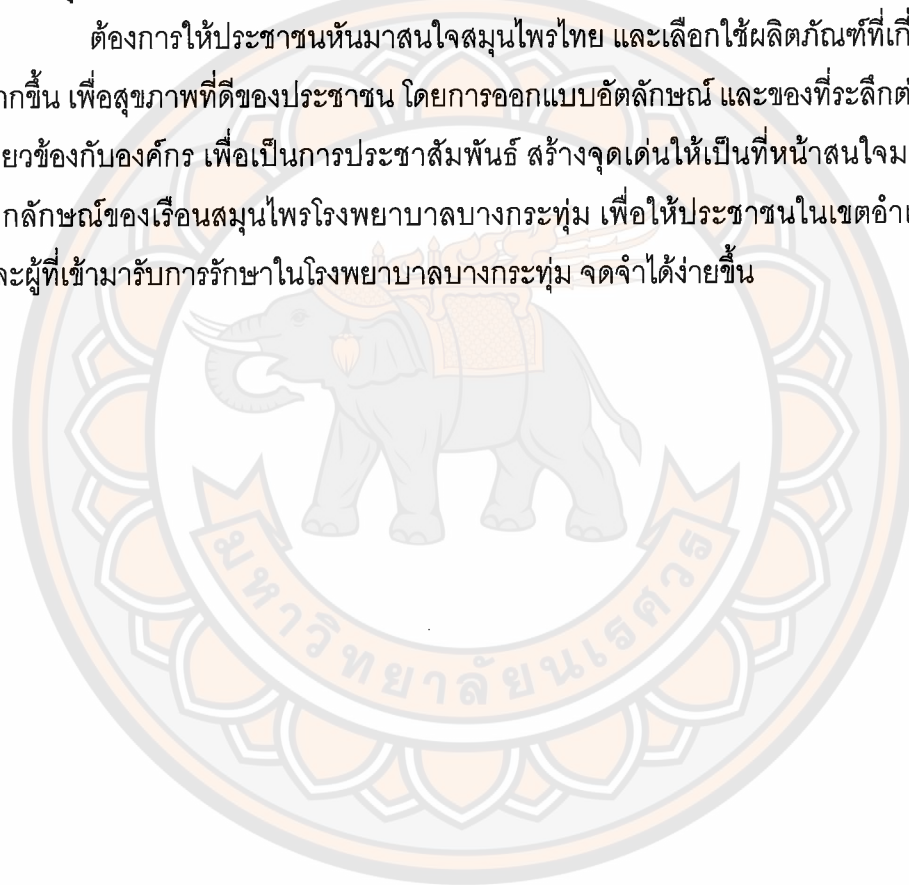 ต้องการให้ประชาชนหันมาสนใจสมุนไพรไทย และเลือกใช้ผลิตภัณฑ์ที่เกี่
กขึ้น เพื่อสุขภาพที่ดีของประชาชน โดยการออกแบบอัตลักษณ์ และของที่ระลึกต่
ยวข้องกับองค์กร เพื่อเป็นการประชาสัมพันธ์ สร้างจุดเด่นให้เป็นที่หน้าสนใจม
กลักษณ์ของเรือนสมุนไพรโรงพยาบาลบางกระทุ่ม เพื่อให้ประชาชนในเขตอำเ
ะผู้ที่เข้ามารับการรักษาในโรงพยาบาลบางกระทุ่ม จดจำได้ง่ายขึ้น
มหาวิทยาลัยนเรศวร